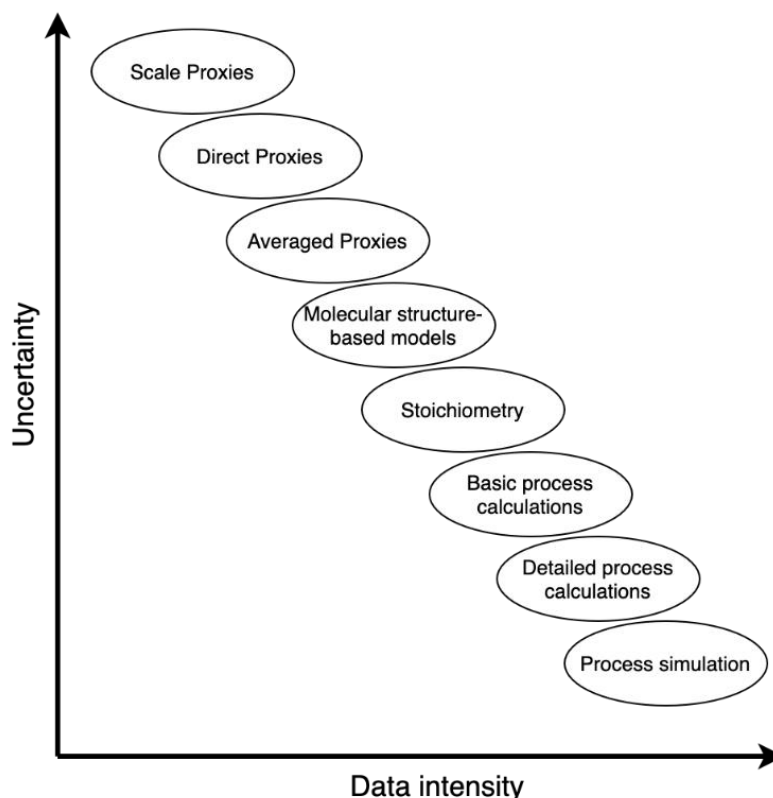 Scale Proxies
Direct Proxies
Averaged Proxies
Molecular structure-
based models
Stoichiometry
Basic process
calculations
Detailed process
calculations
Process simulation
Uncertainty
Data intensity